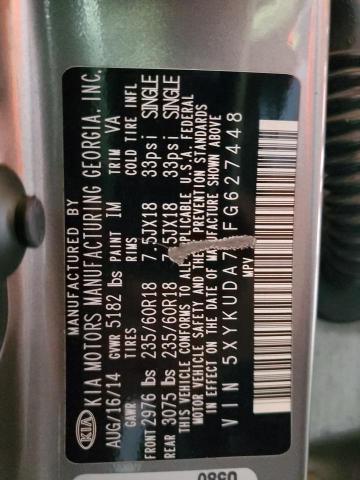 MANUFACTURED BY
KIA KIA MOTORS MANUFACTURING GEORGIA, INC.
AUG/16/14 GVWR 5182 lbs PAINT IM TRIM VA
GAWR: TIRES RIMS COLD TIRE INFL
FRONT 2976 lbs 235/60R18 7.5JX18 33psi SINGLE
REAR 3075 lbs 235/60R18 7.5JX18 33psi SINGLE
THIS VEHICLE CONFORMS TO ALL APPLICABLE U.S.A. FEDERAL
MOTOR VEHICLE SAFETY AND THEFT PREVENTION STANDARDS
IN EFFECT ON THE DATE OF MANUFACTURE SHOWN ABOVE
VIN 5XYKUDA7 FG627448
MPV
0580